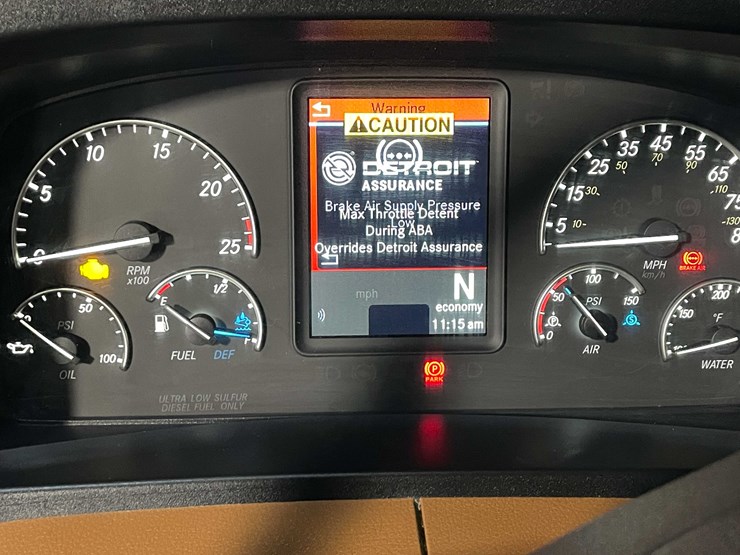 Warning
CAUTION
DETROIT
ASSURANCE
Brake Air Supply Pressure
Low
Max Throttle Detent
During ABA
Overrides Detroit Assurance
mph
N
economy
11:15 am
0
5
10
15
20
25
RPM
x100
50
PSI
100
OIL
E
1/2
FUEL
DEF
ULTRA LOW SULFUR
DIESEL FUEL ONLY
P
PARK
5
15
25
35
45
55
65
75
10
30
50
70
90
110
130
MPH
km/h
BRAKE AIR
0
50
100
150
PSI
P
S
AIR
150
200
°F
WATER